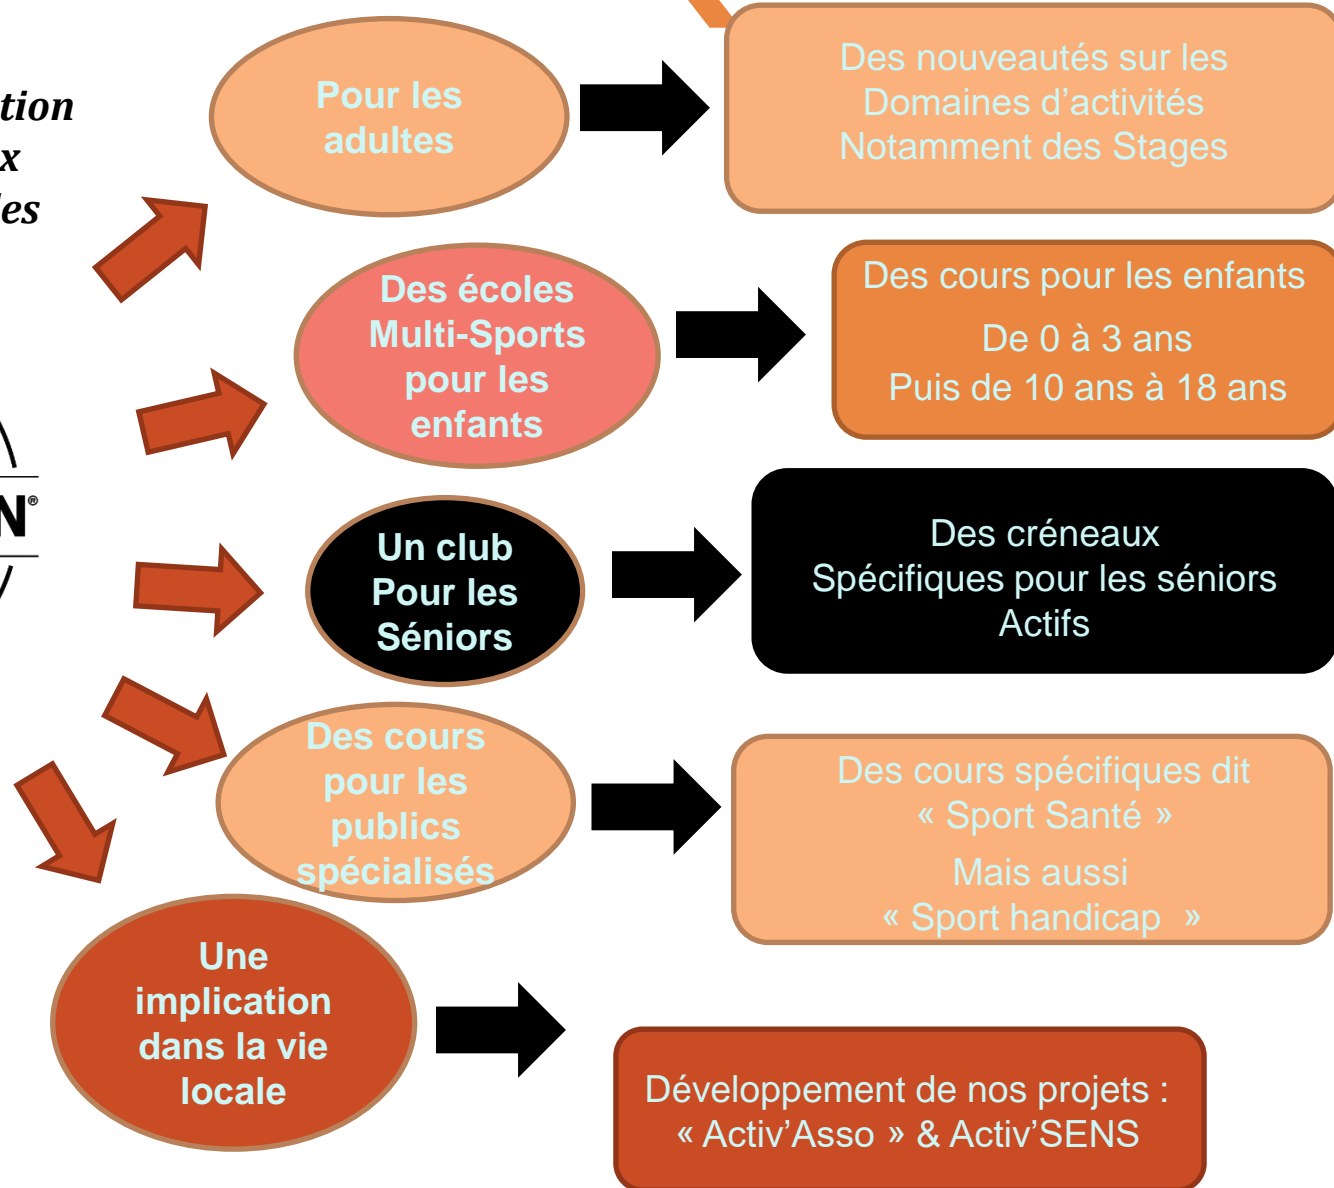 Pour les
adultes
Des nouveautés sur les
Domaines d’activités
Notamment des Stages
Des écoles
Multi-Sports
pour les
enfants
Des cours pour les enfants
De 0 à 3 ans
Puis de 10 ans à 18 ans
Un club
Pour les
Séniors
Des créneaux
Spécifiques pour les séniors
Actifs
Des cours
pour les
publics
spécialisés
Des cours spécifiques dit
« Sport Santé »
Mais aussi
« Sport handicap »
Une
implication
dans la vie
locale
Développement de nos projets :
« Activ’Asso » & Activ’SENS